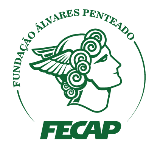 FUNDAÇÃO ÁLVARES PENTEADO
FECAP